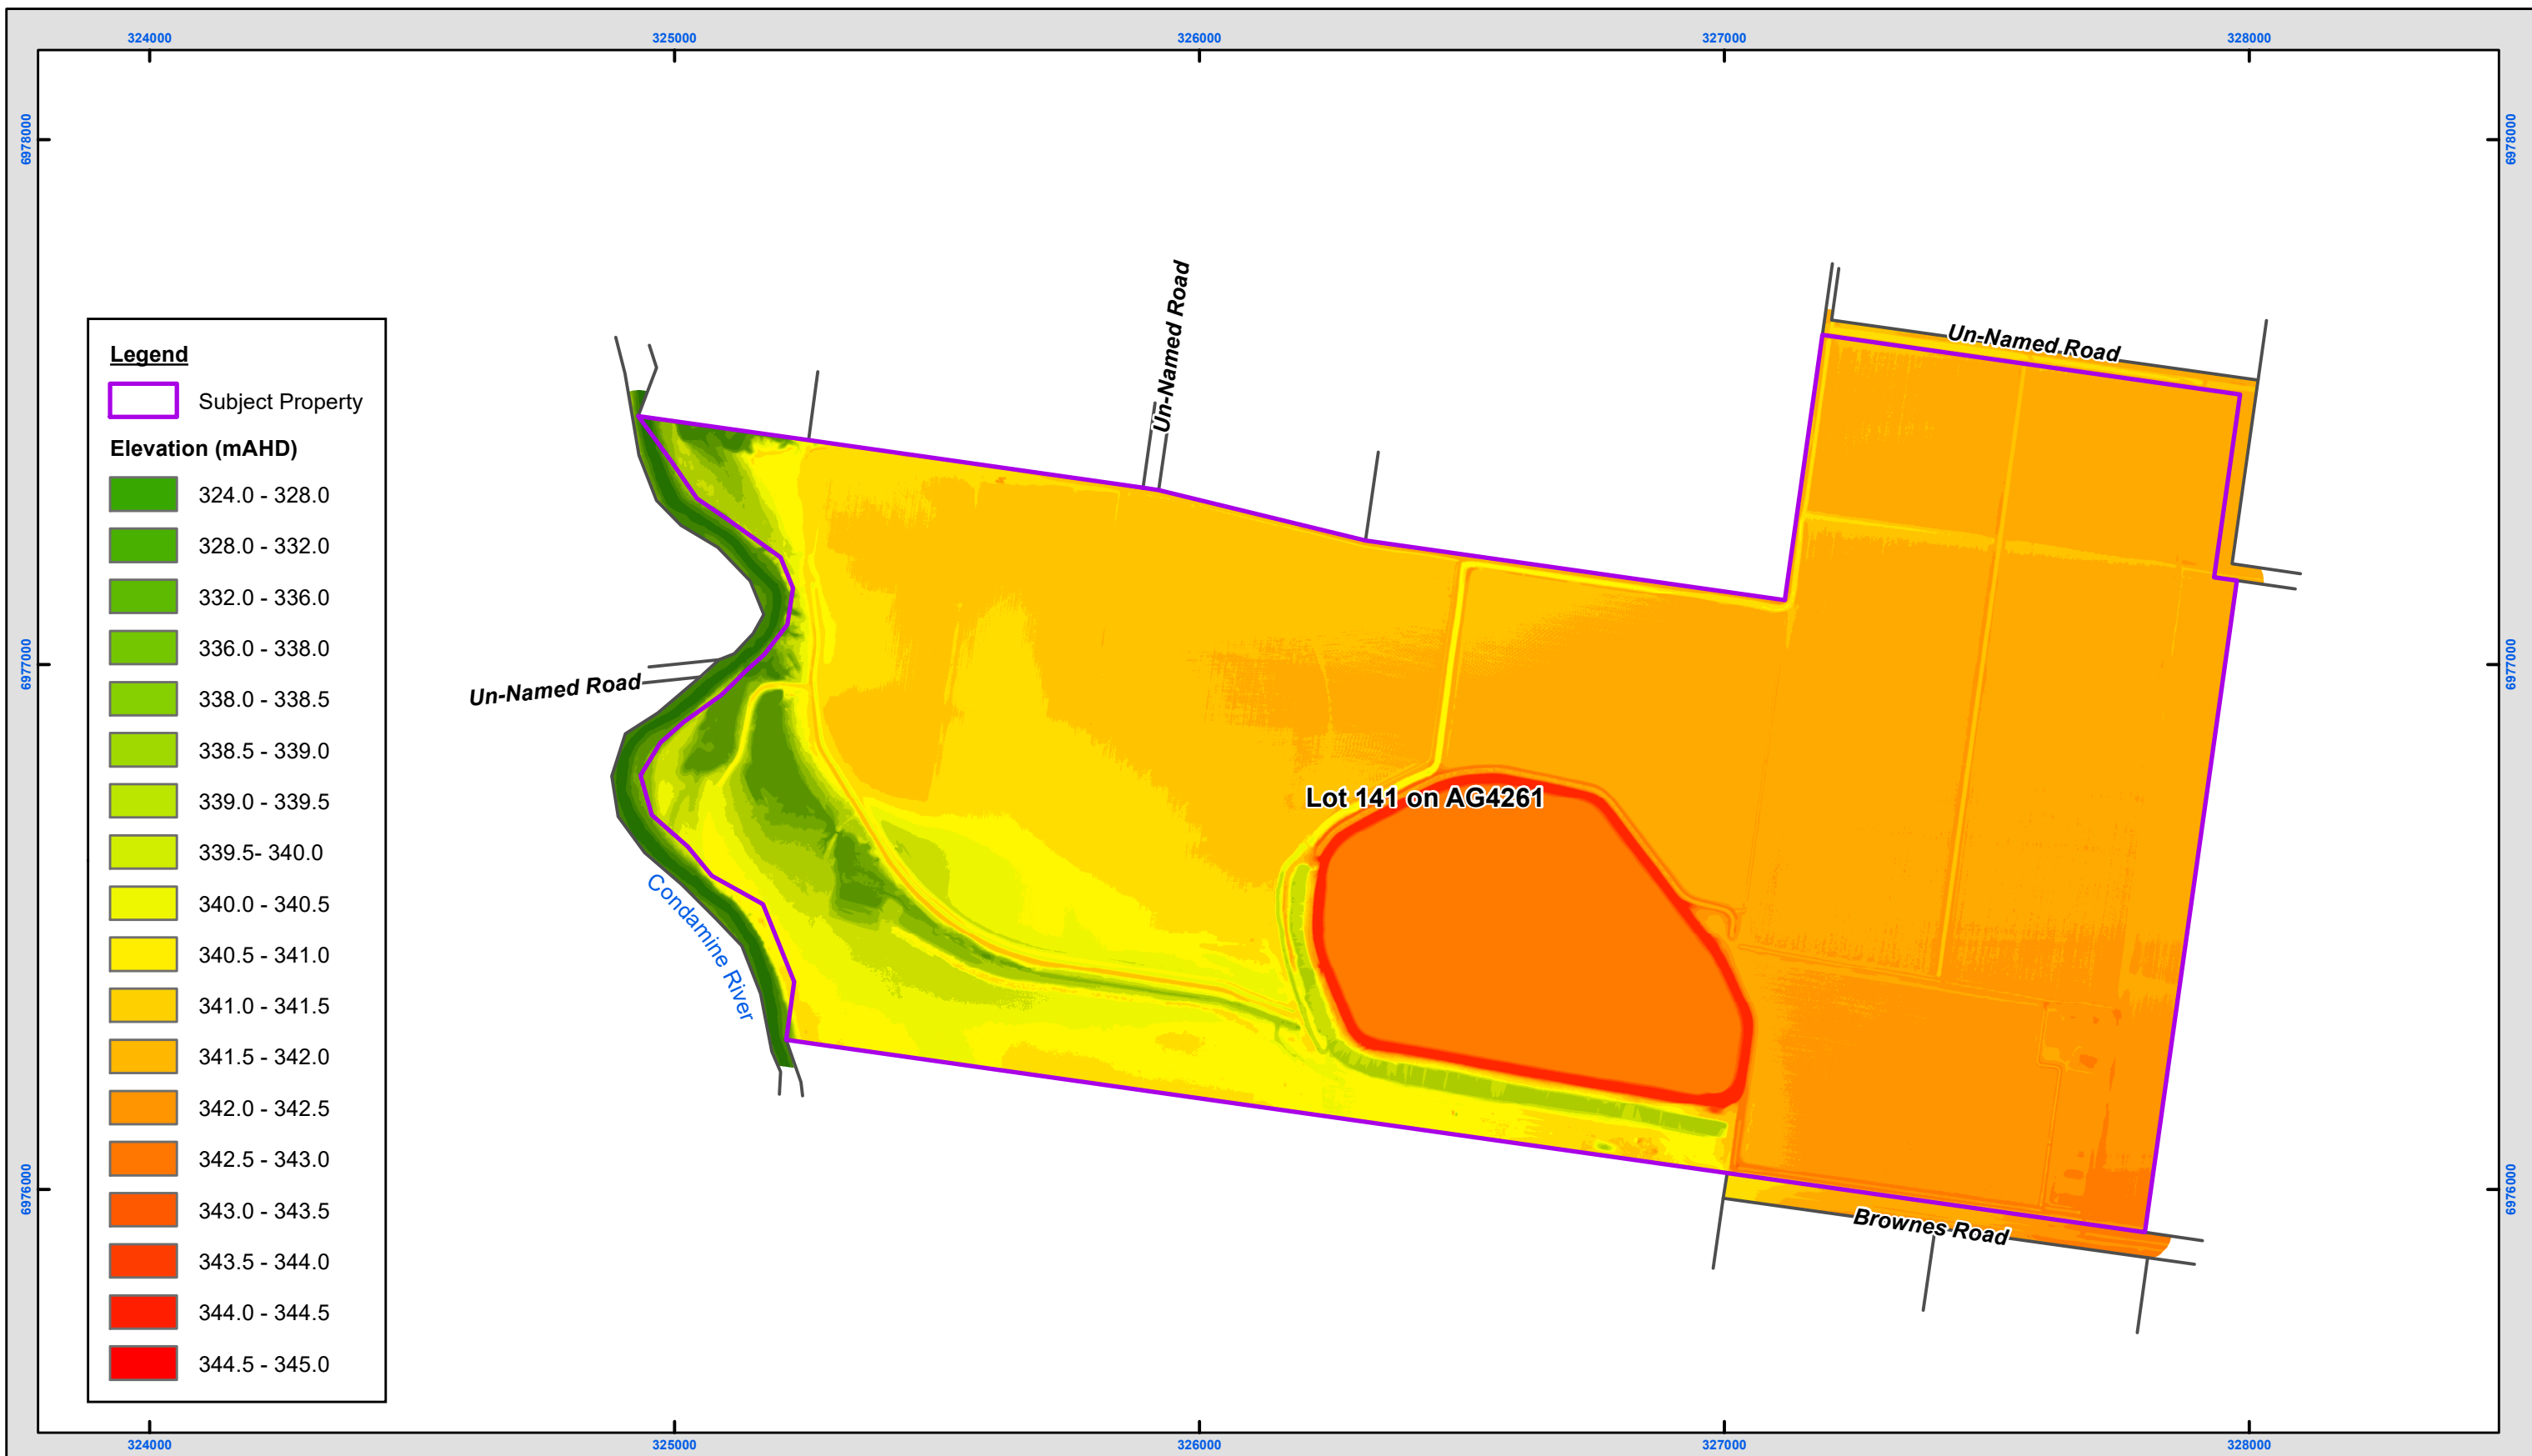 324000
325000
326000
327000
328000
6978000
6978000
Un-Named Road
Un-Named Road
Legend
Subject Property
Elevation (mAHD)
324.0 - 328.0
328.0 - 332.0
332.0 - 336.0
336.0 - 338.0
338.0 - 338.5
338.5 - 339.0
339.0 - 339.5
339.5- 340.0
340.0 - 340.5
340.5 - 341.0
341.0 - 341.5
341.5 - 342.0
342.0 - 342.5
342.5 - 343.0
343.0 - 343.5
343.5 - 344.0
344.0 - 344.5
344.5 - 345.0
6977000
6977000
Un-Named Road
Lot 141 on AG4261
Condamine River
6976000
6976000
Brownes Road
324000
325000
326000
327000
328000